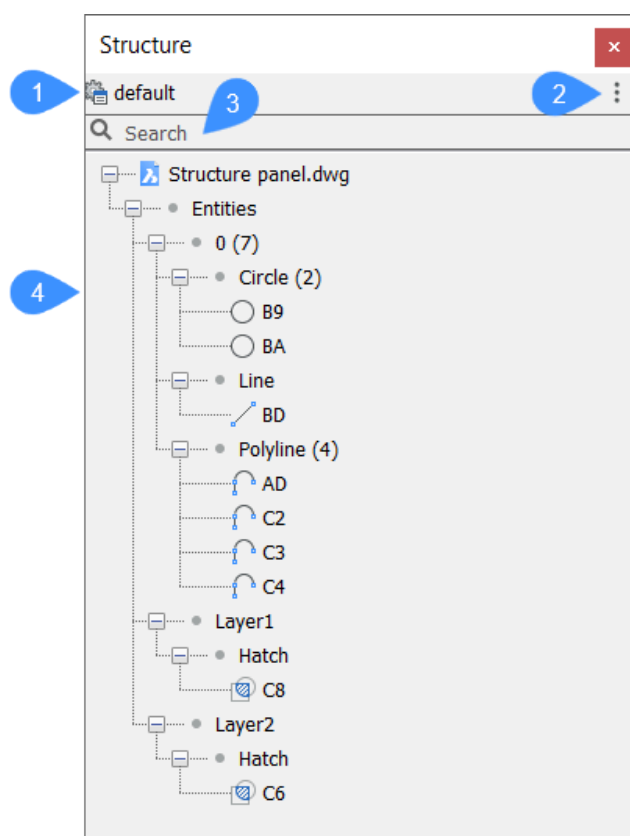 Structure
×
1
default
2
3
Search
Structure panel.dwg
Entities
0 (7)
Circle (2)
4
B9
BA
Line
BD
Polyline (4)
AD
C2
C3
C4
Layer1
Hatch
C8
Layer2
Hatch
C6